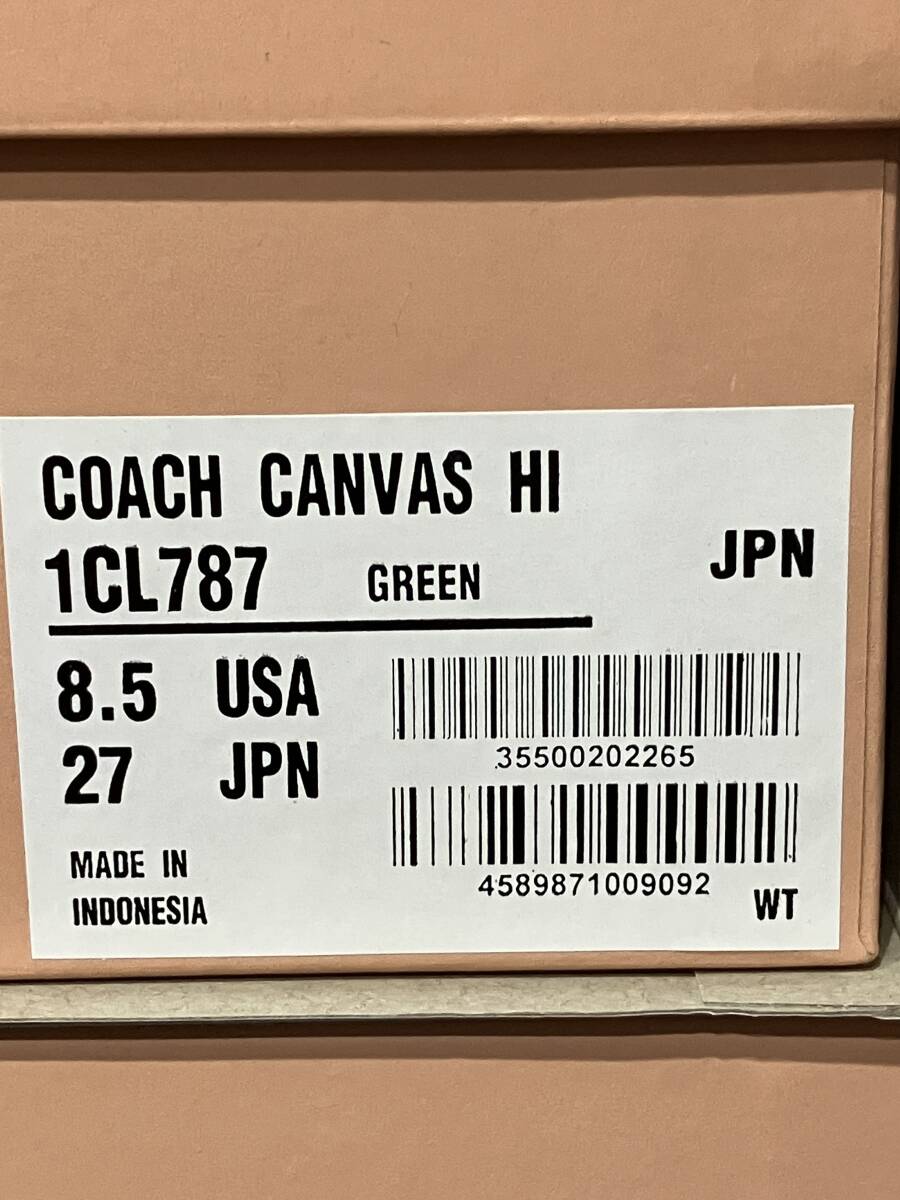 COACH CANVAS HI
1CL787 GREEN JPN
8.5 USA
27 JPN
35500202265
4589871009092
MADE IN
INDONESIA
WT